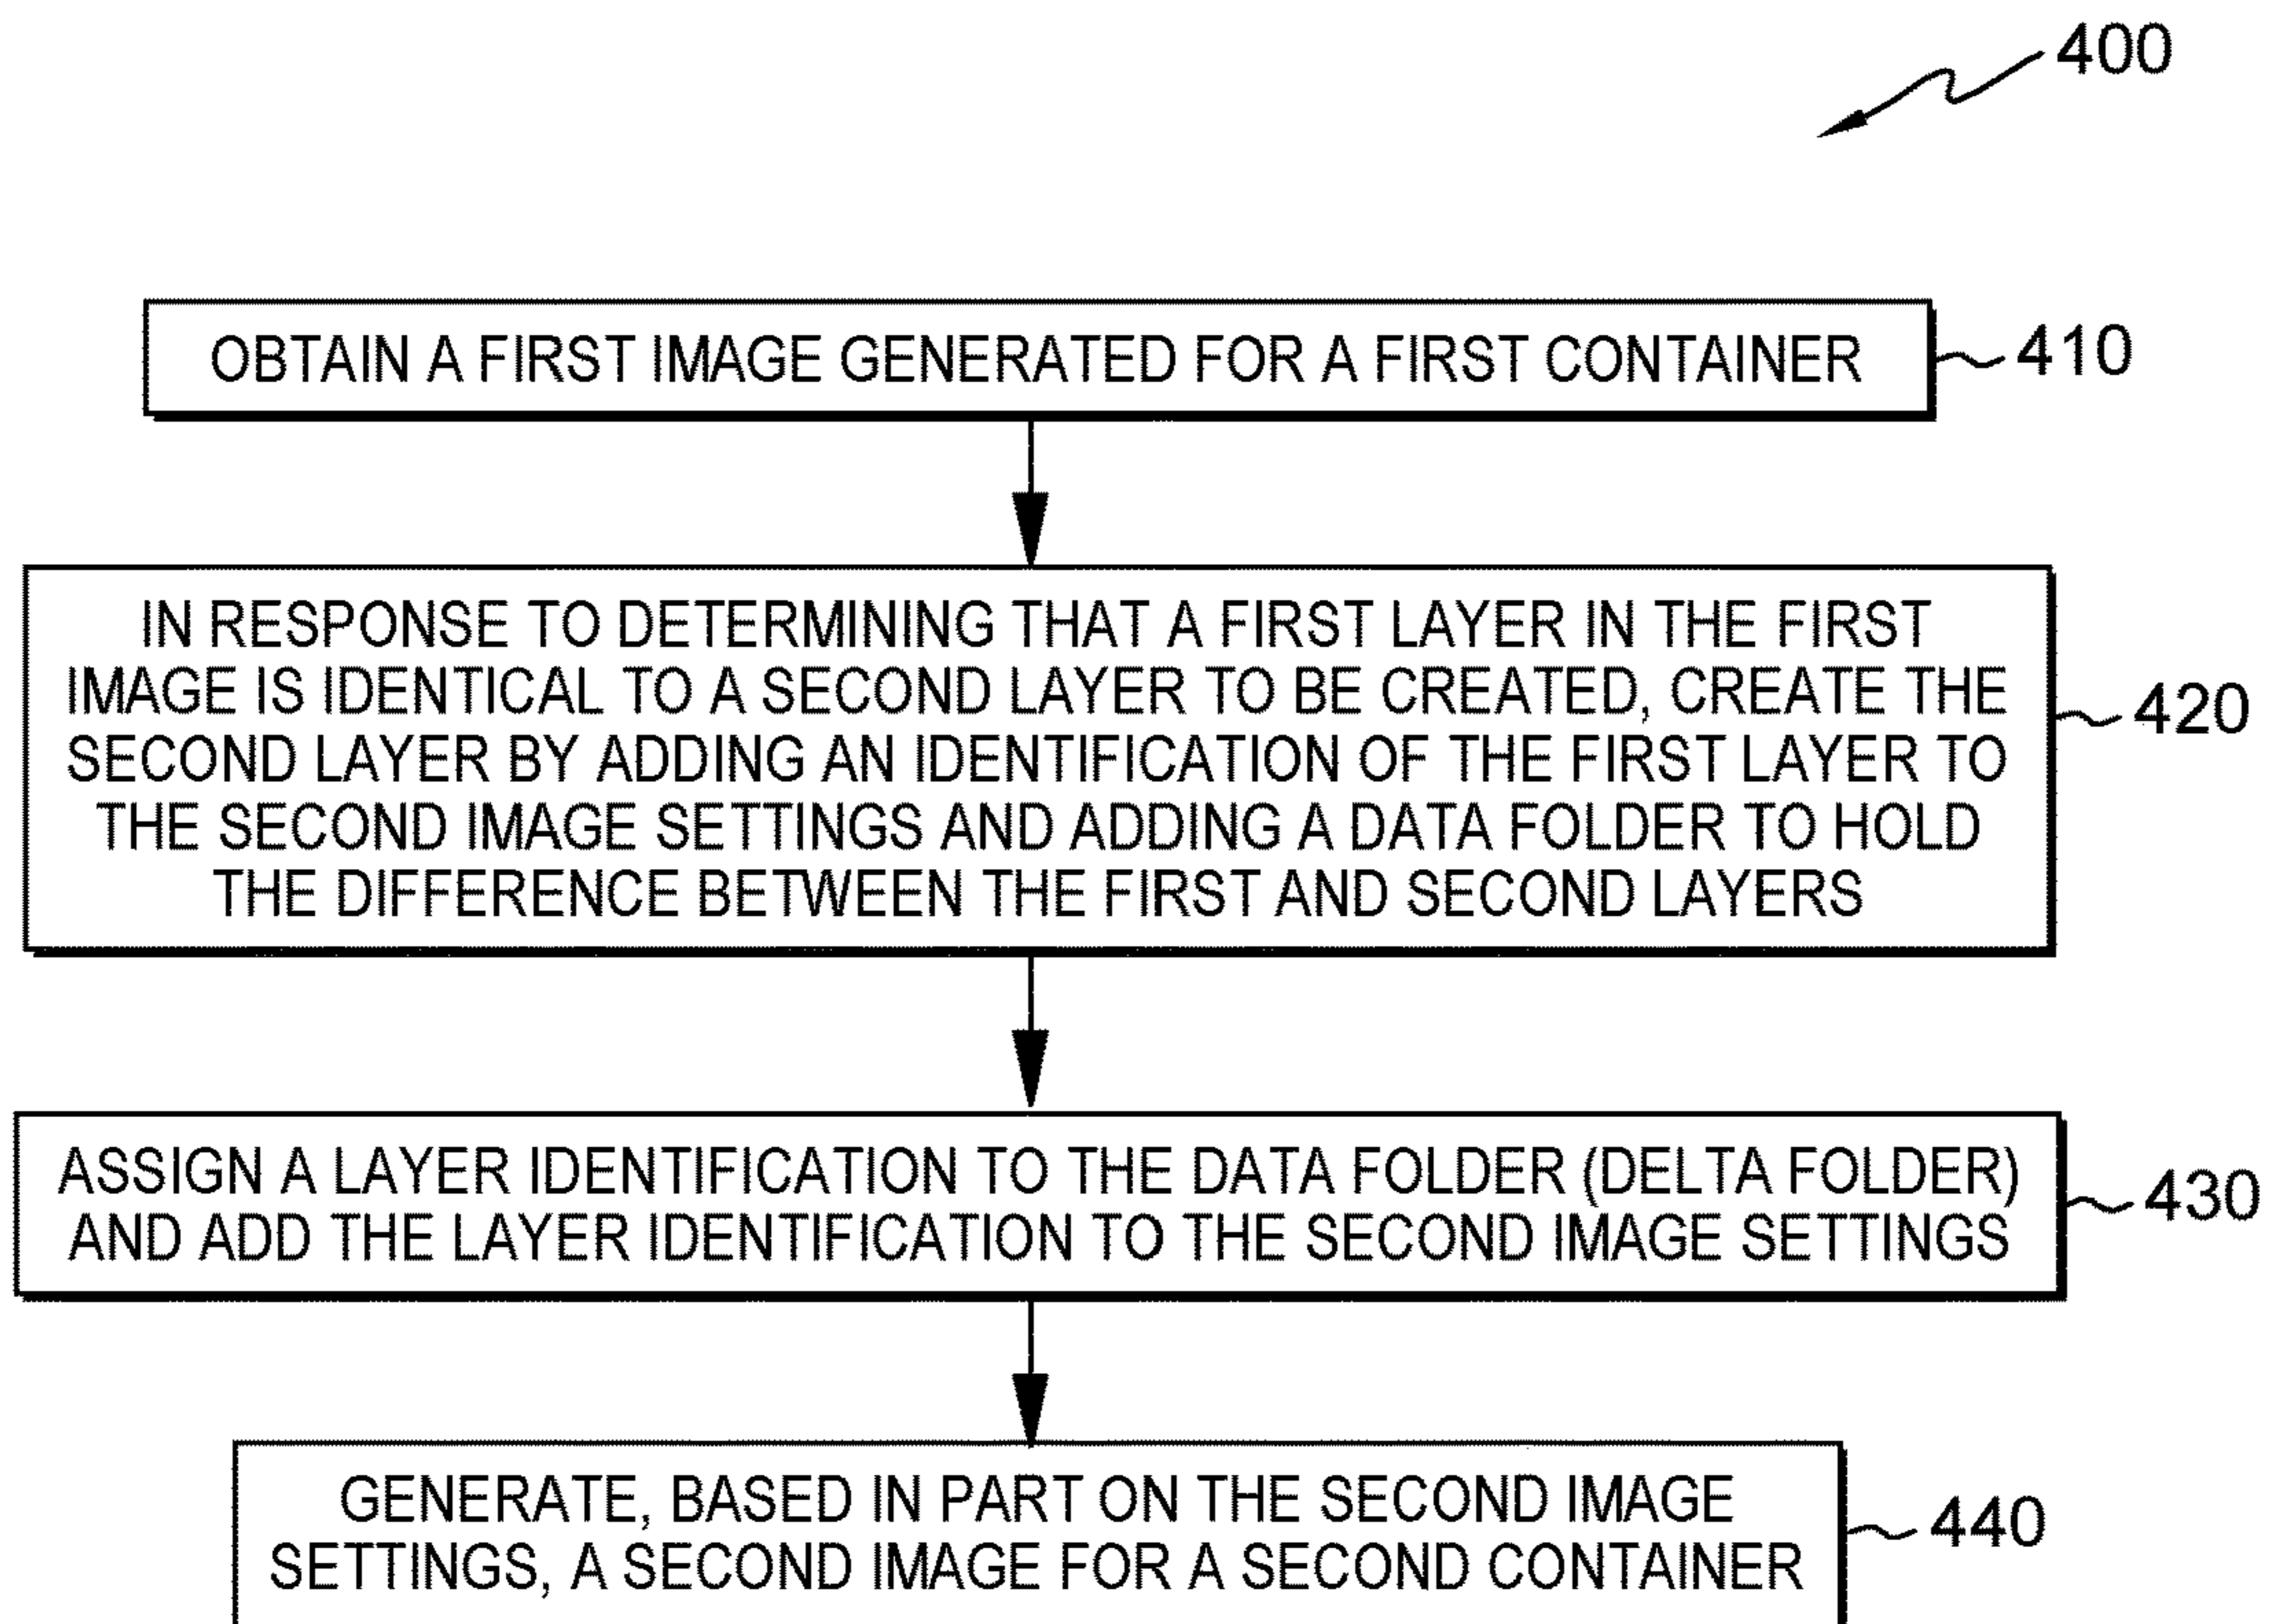 400
OBTAIN A FIRST IMAGE GENERATED FOR A FIRST CONTAINER
410
IN RESPONSE TO DETERMINING THAT A FIRST LAYER IN THE FIRST
IMAGE IS IDENTICAL TO A SECOND LAYER TO BE CREATED, CREATE THE
SECOND LAYER BY ADDING AN IDENTIFICATION OF THE FIRST LAYER TO
THE SECOND IMAGE SETTINGS AND ADDING A DATA FOLDER TO HOLD
THE DIFFERENCE BETWEEN THE FIRST AND SECOND LAYERS
420
ASSIGN A LAYER IDENTIFICATION TO THE DATA FOLDER (DELTA FOLDER)
AND ADD THE LAYER IDENTIFICATION TO THE SECOND IMAGE SETTINGS
430
GENERATE, BASED IN PART ON THE SECOND IMAGE
SETTINGS, A SECOND IMAGE FOR A SECOND CONTAINER
440